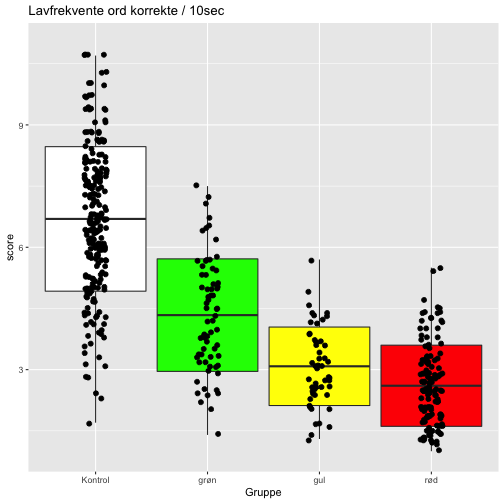 Lavfrekvente ord korrekte / 10sec
score
9
6
3
Kontrol
grøn
gul
rød
Gruppe